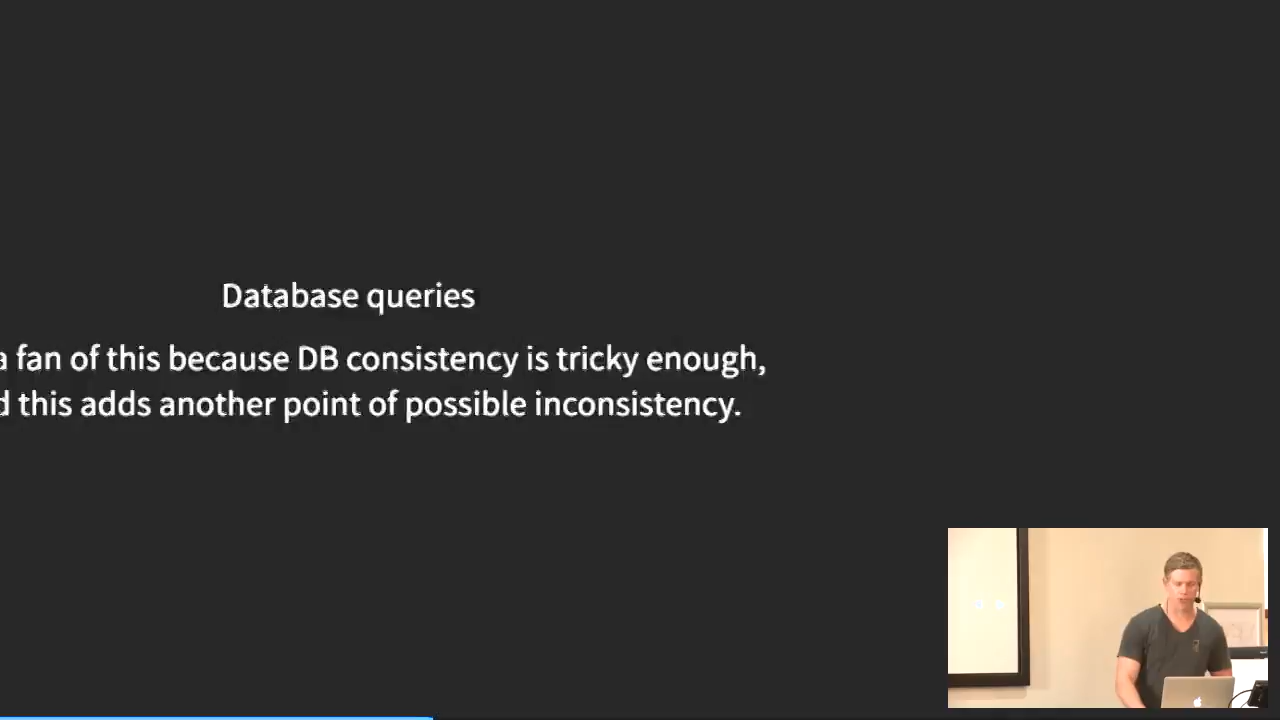 Database queries
a fan of this because DB consistency is tricky enough,
this adds another point of possible inconsistency.